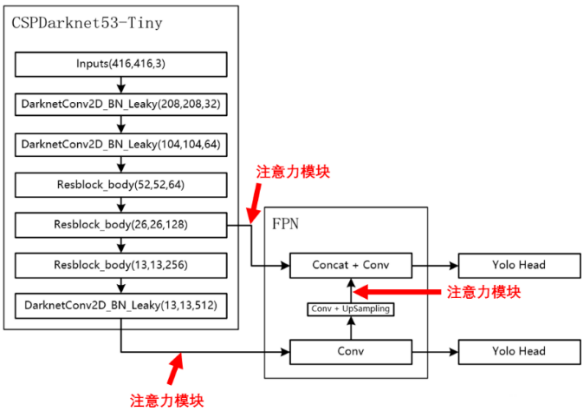 CSPDarknet53-Tiny
Inputs(416,416,3)
DarknetConv2D_BN_Leaky(208,208,32)
DarknetConv2D_BN_Leaky(104,104,64)
Resblock_body(52,52,64)
Resblock_body(26,26,128)
Resblock_body(13,13,256)
DarknetConv2D_BN_Leaky(13,13,512)
注意力模块
FPN
Concat + Conv
Yolo Head
注意力模块
Conv + UpSampling
Conv
Yolo Head
注意力模块